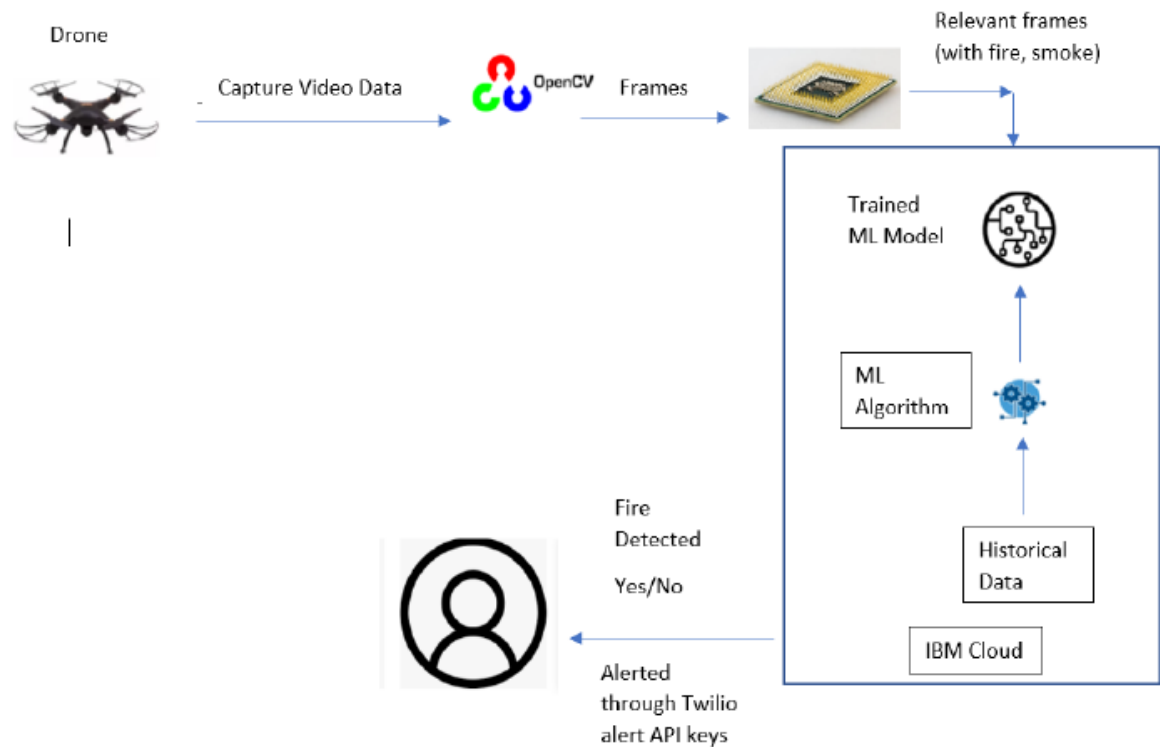 Drone
Capture Video Data
OpenCV
Frames
Relevant frames
(with fire, smoke)
Trained
ML Model
ML
Algorithm
Historical
Data
IBM Cloud
Fire
Detected
Yes/No
Alerted
through Twilio
alert API keys